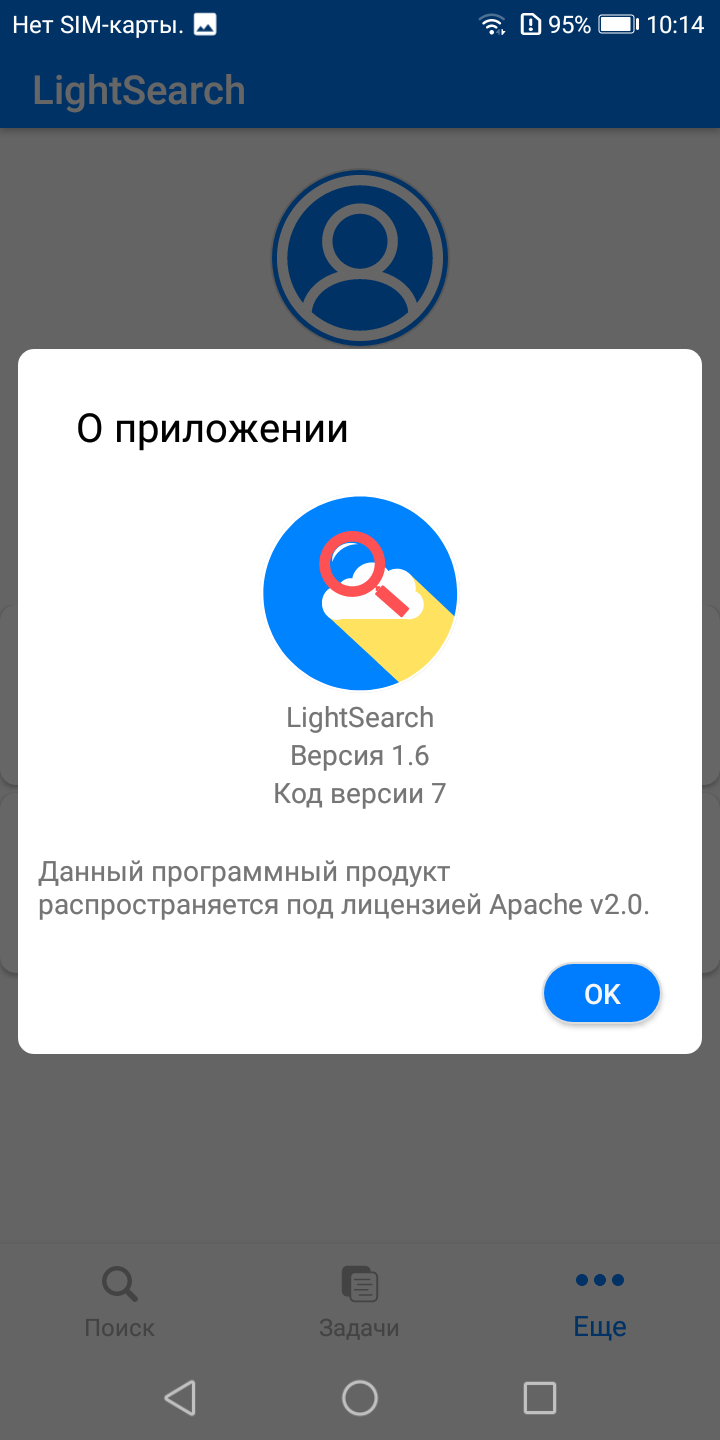 Нет SIM-карты.
95% 10:14
LightSearch
О приложении
LightSearch
Версия 1.6
Код версии 7
Данный программный продукт
распространяется под лицензией Apache v2.0.
OK
Поиск Задачи Еще